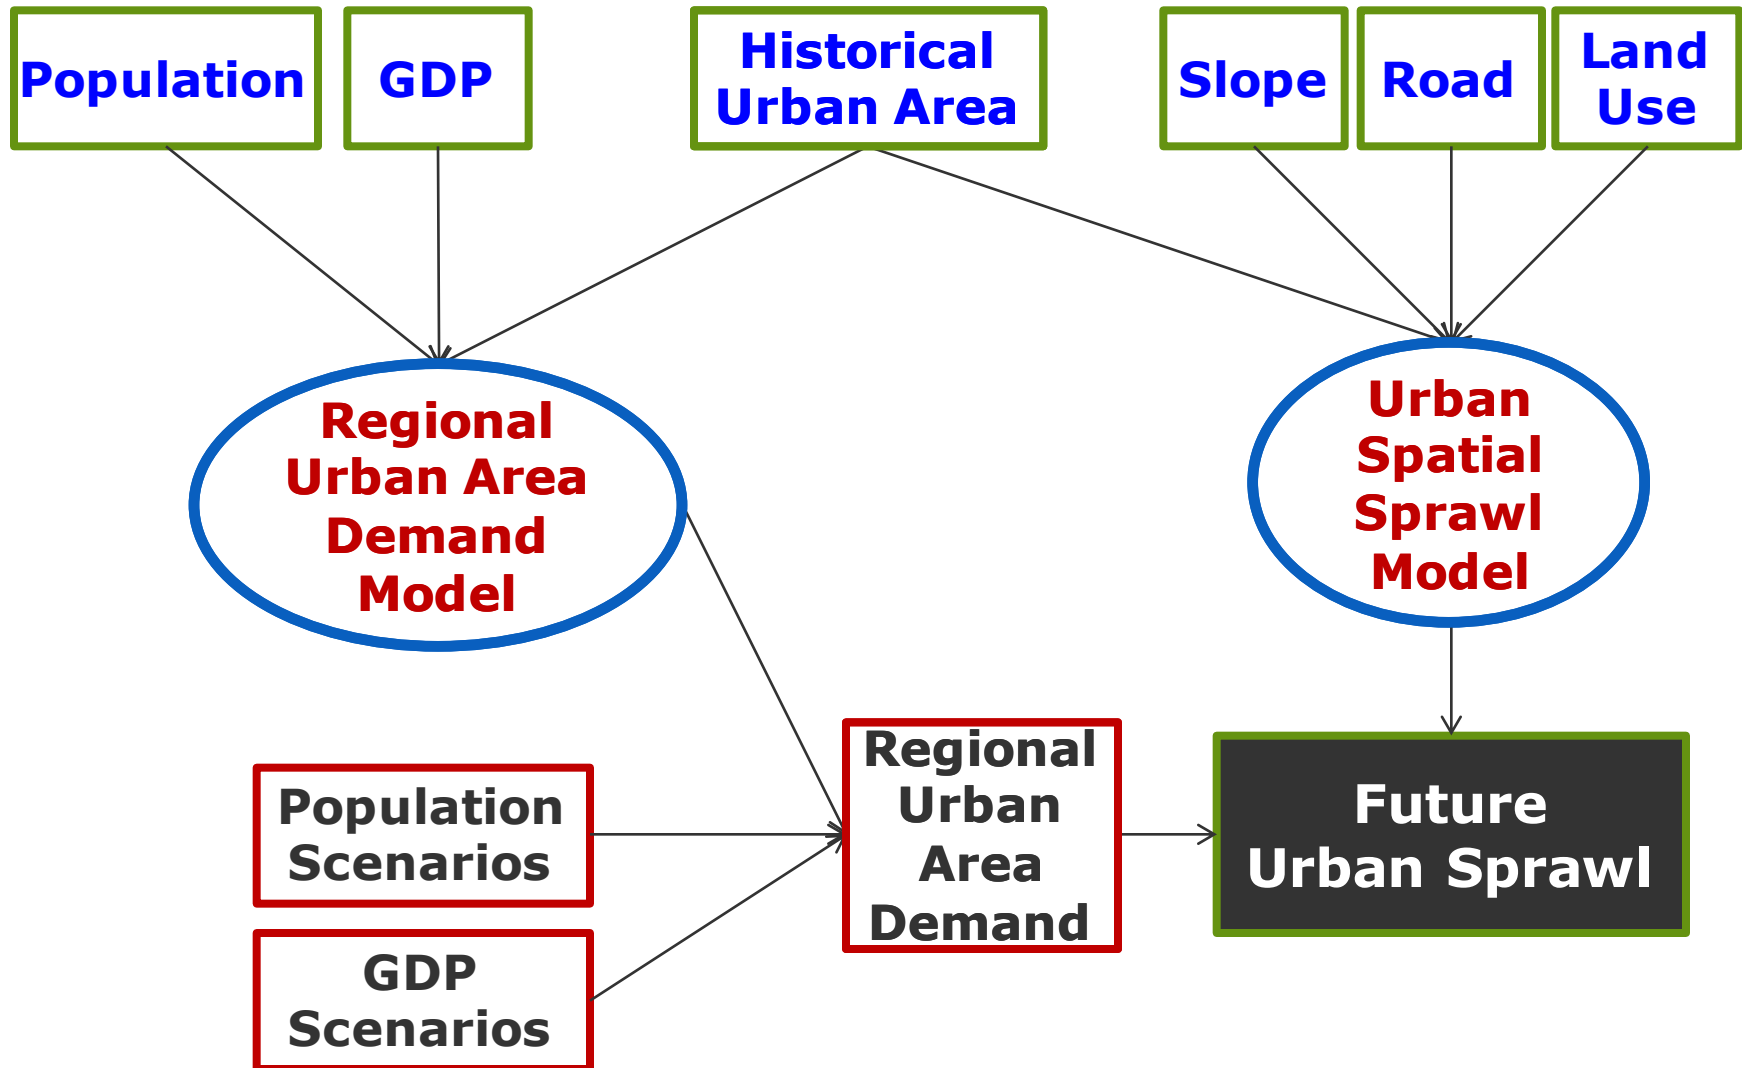 Population
GDP
Historical
Urban Area
Slope
Road
Land
Use
Regional
Urban Area
Demand
Model
Urban
Spatial
Sprawl
Model
Population
Scenarios
GDP
Scenarios
Regional
Urban
Area
Demand
Future
Urban Sprawl